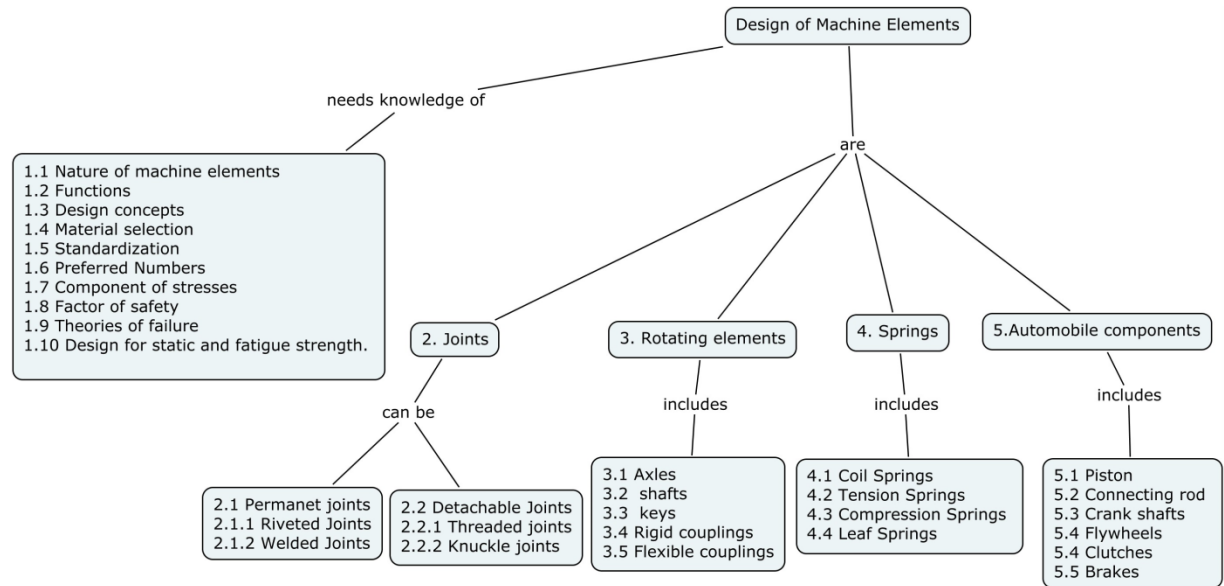 Design of Machine Elements
needs knowledge of
are
1.1 Nature of machine elements
1.2 Functions
1.3 Design concepts
1.4 Material selection
1.5 Standardization
1.6 Preferred Numbers
1.7 Component of stresses
1.8 Factor of safety
1.9 Theories of failure
1.10 Design for static and fatigue strength.
2. Joints
3. Rotating elements
4. Springs
5.Automobile components
can be
includes
includes
includes
2.1 Permanet joints
2.1.1 Riveted Joints
2.1.2 Welded Joints
2.2 Detachable Joints
2.2.1 Threaded joints
2.2.2 Knuckle joints
3.1 Axles
3.2 shafts
3.3 keys
3.4 Rigid couplings
3.5 Flexible couplings
4.1 Coil Springs
4.2 Tension Springs
4.3 Compression Springs
4.4 Leaf Springs
5.1 Piston
5.2 Connecting rod
5.3 Crank shafts
5.4 Flywheels
5.4 Clutches
5.5 Brakes